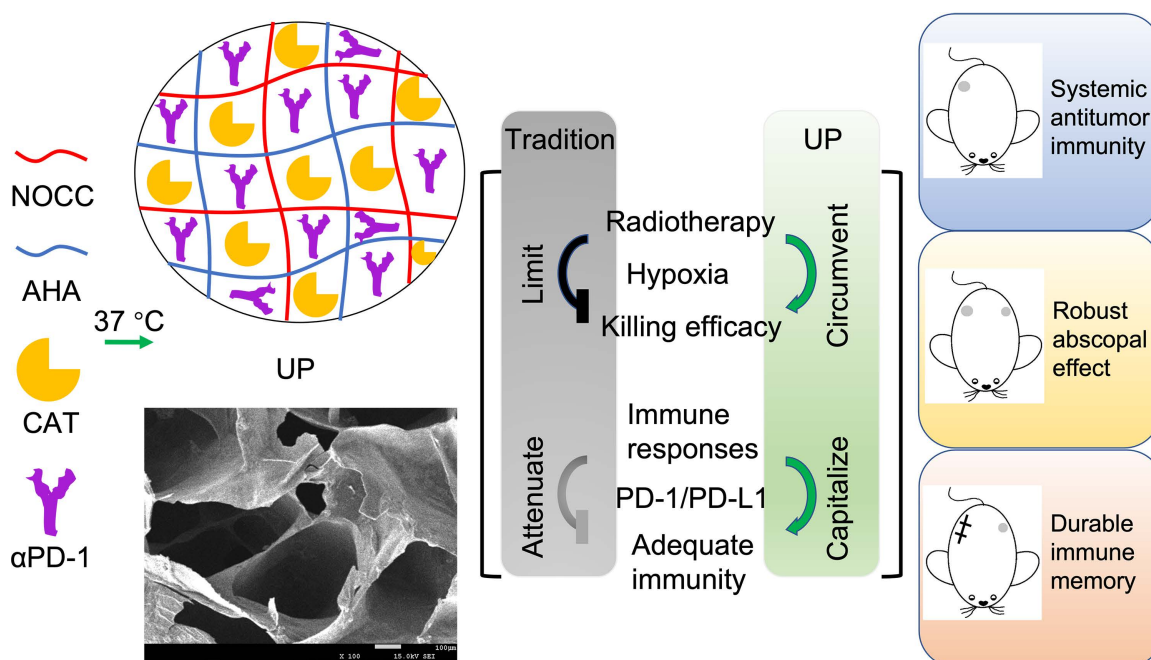 NOCC
AHA
CAT
αPD-1
37 °C
UP
X 100
15.0kV SEI
100μm
Tradition
UP
Limit
Radiotherapy
Hypoxia
Killing efficacy
Circumvent
Attenuate
Immune
responses
PD-1/PD-L1
Adequate
immunity
Capitalize
Systemic
antitumor
immunity
Robust
abscopal
effect
Durable
immune
memory